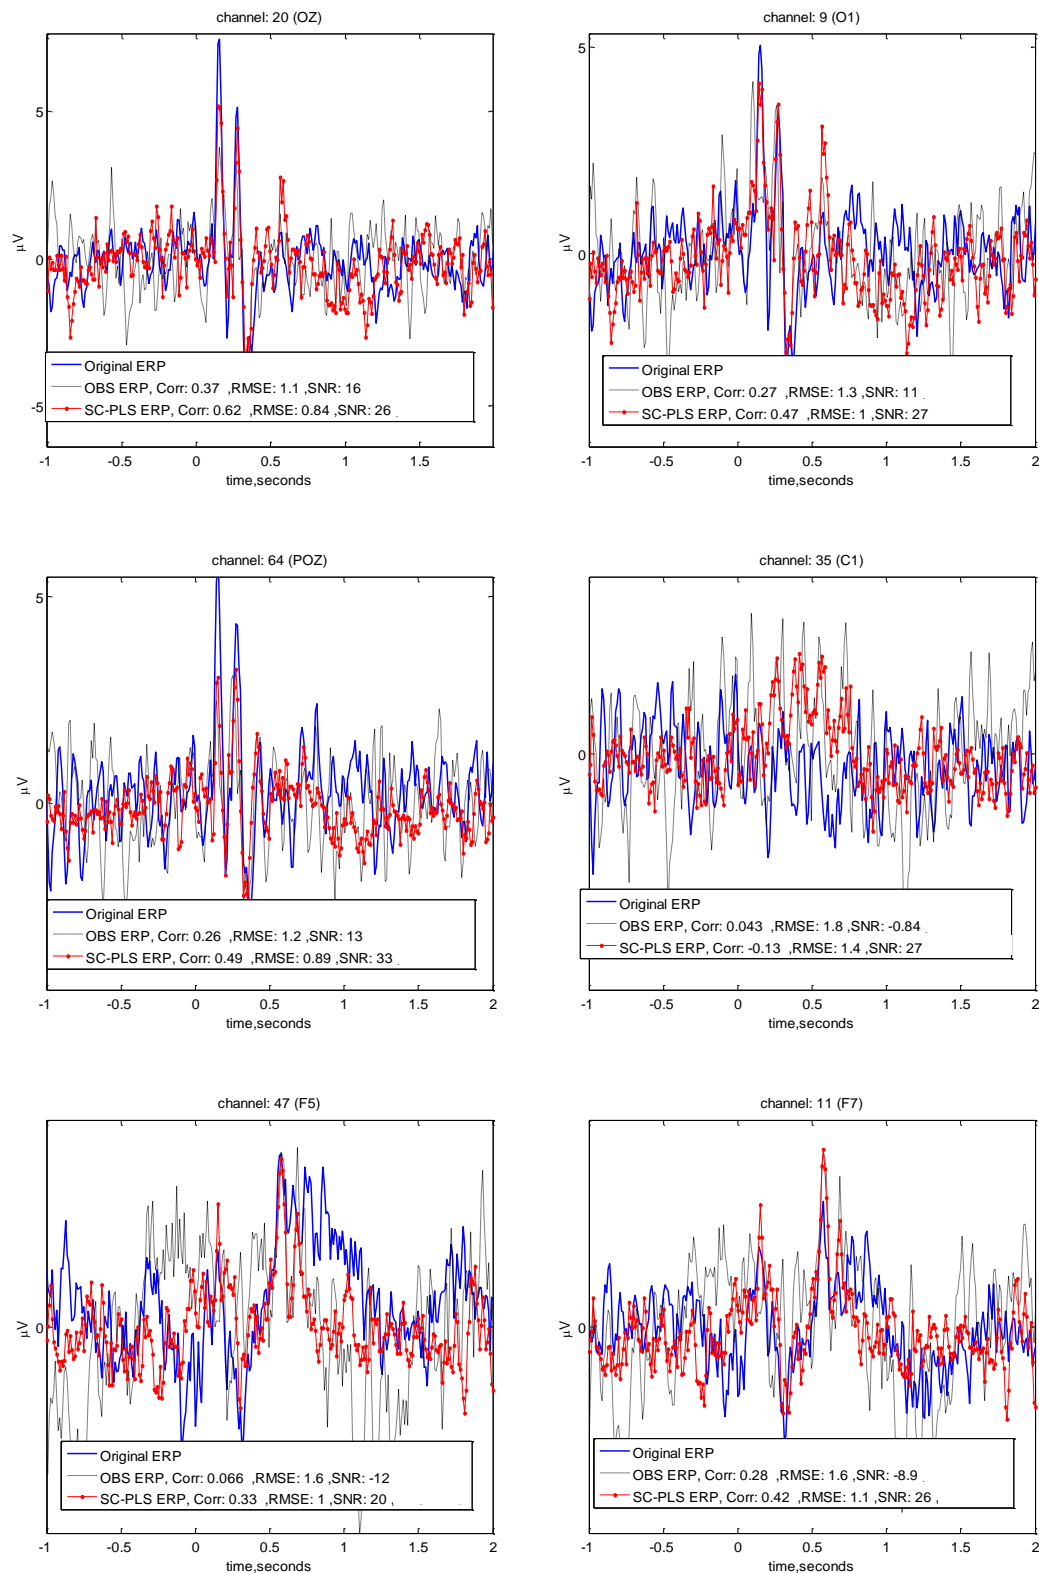 channel: 20 (OZ)
5
0
-5
μV
Original ERP
OBS ERP, Corr: 0.37 ,RMSE: 1.1 ,SNR: 16
SC-PLS ERP, Corr: 0.62 ,RMSE: 0.84 ,SNR: 26
-1 -0.5 0 0.5 1 1.5 2
time,seconds
channel: 9 (O1)
5
0
μV
Original ERP
OBS ERP, Corr: 0.27 ,RMSE: 1.3 ,SNR: 11
SC-PLS ERP, Corr: 0.47 ,RMSE: 1 ,SNR: 27
-1 -0.5 0 0.5 1 1.5 2
time,seconds
channel: 64 (POZ)
5
0
μV
Original ERP
OBS ERP, Corr: 0.26 ,RMSE: 1.2 ,SNR: 13
SC-PLS ERP, Corr: 0.49 ,RMSE: 0.89 ,SNR: 33
-1 -0.5 0 0.5 1 1.5 2
time,seconds
channel: 35 (C1)
0
μV
Original ERP
OBS ERP, Corr: 0.043 ,RMSE: 1.8 ,SNR: -0.84
SC-PLS ERP, Corr: -0.13 ,RMSE: 1.4 ,SNR: 27
-1 -0.5 0 0.5 1 1.5 2
time,seconds
channel: 47 (F5)
0
μV
Original ERP
OBS ERP, Corr: 0.066 ,RMSE: 1.6 ,SNR: -12
SC-PLS ERP, Corr: 0.33 ,RMSE: 1 ,SNR: 20 ,
-1 -0.5 0 0.5 1 1.5 2
time,seconds
channel: 11 (F7)
0
μV
Original ERP
OBS ERP, Corr: 0.28 ,RMSE: 1.6 ,SNR: -8.9
SC-PLS ERP, Corr: 0.42 ,RMSE: 1.1 ,SNR: 26 ,
-1 -0.5 0 0.5 1 1.5 2
time,seconds